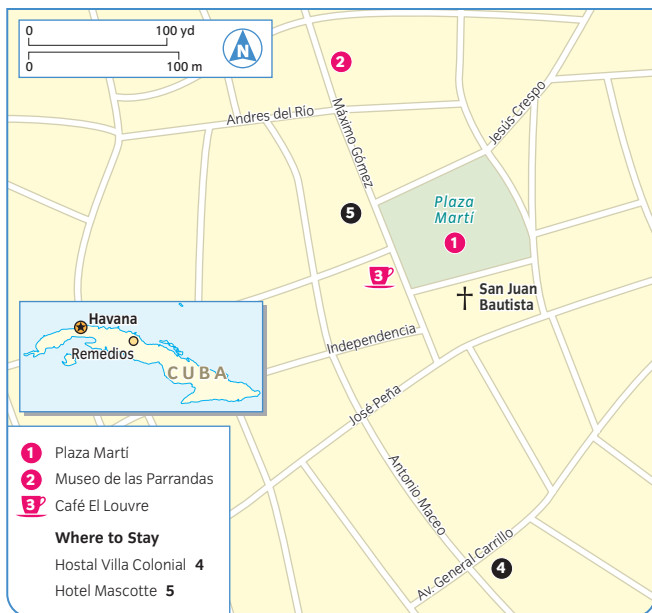 0 100 yd
0 100 m
N
2
Andres del Río
Máximo Gómez
Jesús Crespo
Plaza
Martí
5
1
3
San Juan
Bautista
Independencia
Havana
Remedios
CUBA
José Peña
Antonio Maceo
Av. General Carrillo
4
1 Plaza Martí
2 Museo de las Parrandas
3 Café El Louvre
Where to Stay
Hostal Villa Colonial 4
Hotel Mascotte 5